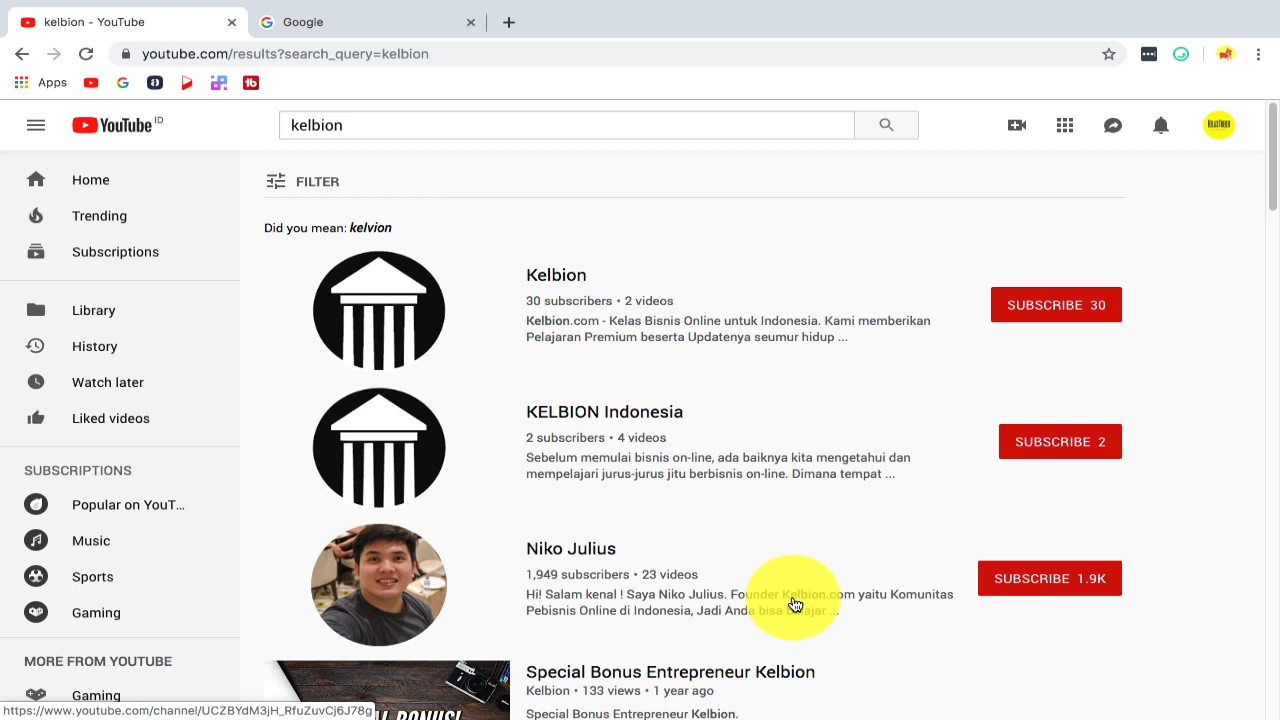 kelbion - YouTube
Google
youtube.com/results?search_query=kelbion
Apps
YouTube ID
kelbion
Home
Trending
Subscriptions
Library
History
Watch later
Liked videos
SUBSCRIPTIONS
Popular on YouT...
Music
Sports
Gaming
MORE FROM YOUTUBE
Gaming
https://www.youtube.com/channel/UCZBYdM3jH_RfuZuvCj6J78g
FILTER
Did you mean: kelvion
Kelbion
30 subscribers • 2 videos
Kelbion.com - Kelas Bisnis Online untuk Indonesia. Kami memberikan
Pelajaran Premium beserta Updatenya seumur hidup ...
SUBSCRIBE 30
KELBION Indonesia
2 subscribers • 4 videos
Sebelum memulai bisnis on-line, ada baiknya kita mengetahui dan
mempelajari jurus-jurus jitu berbisnis on-line. Dimana tempat ...
SUBSCRIBE 2
Niko Julius
1,949 subscribers • 23 videos
Hi! Salam kenal ! Saya Niko Julius. Founder Kelbion.com yaitu Komunitas
Pebisnis Online di Indonesia, Jadi Anda bisa belajar ...
SUBSCRIBE 1.9K
Special Bonus Entrepreneur Kelbion
Kelbion • 133 views • 1 year ago
Special Bonus Entrepreneur Kelbion.